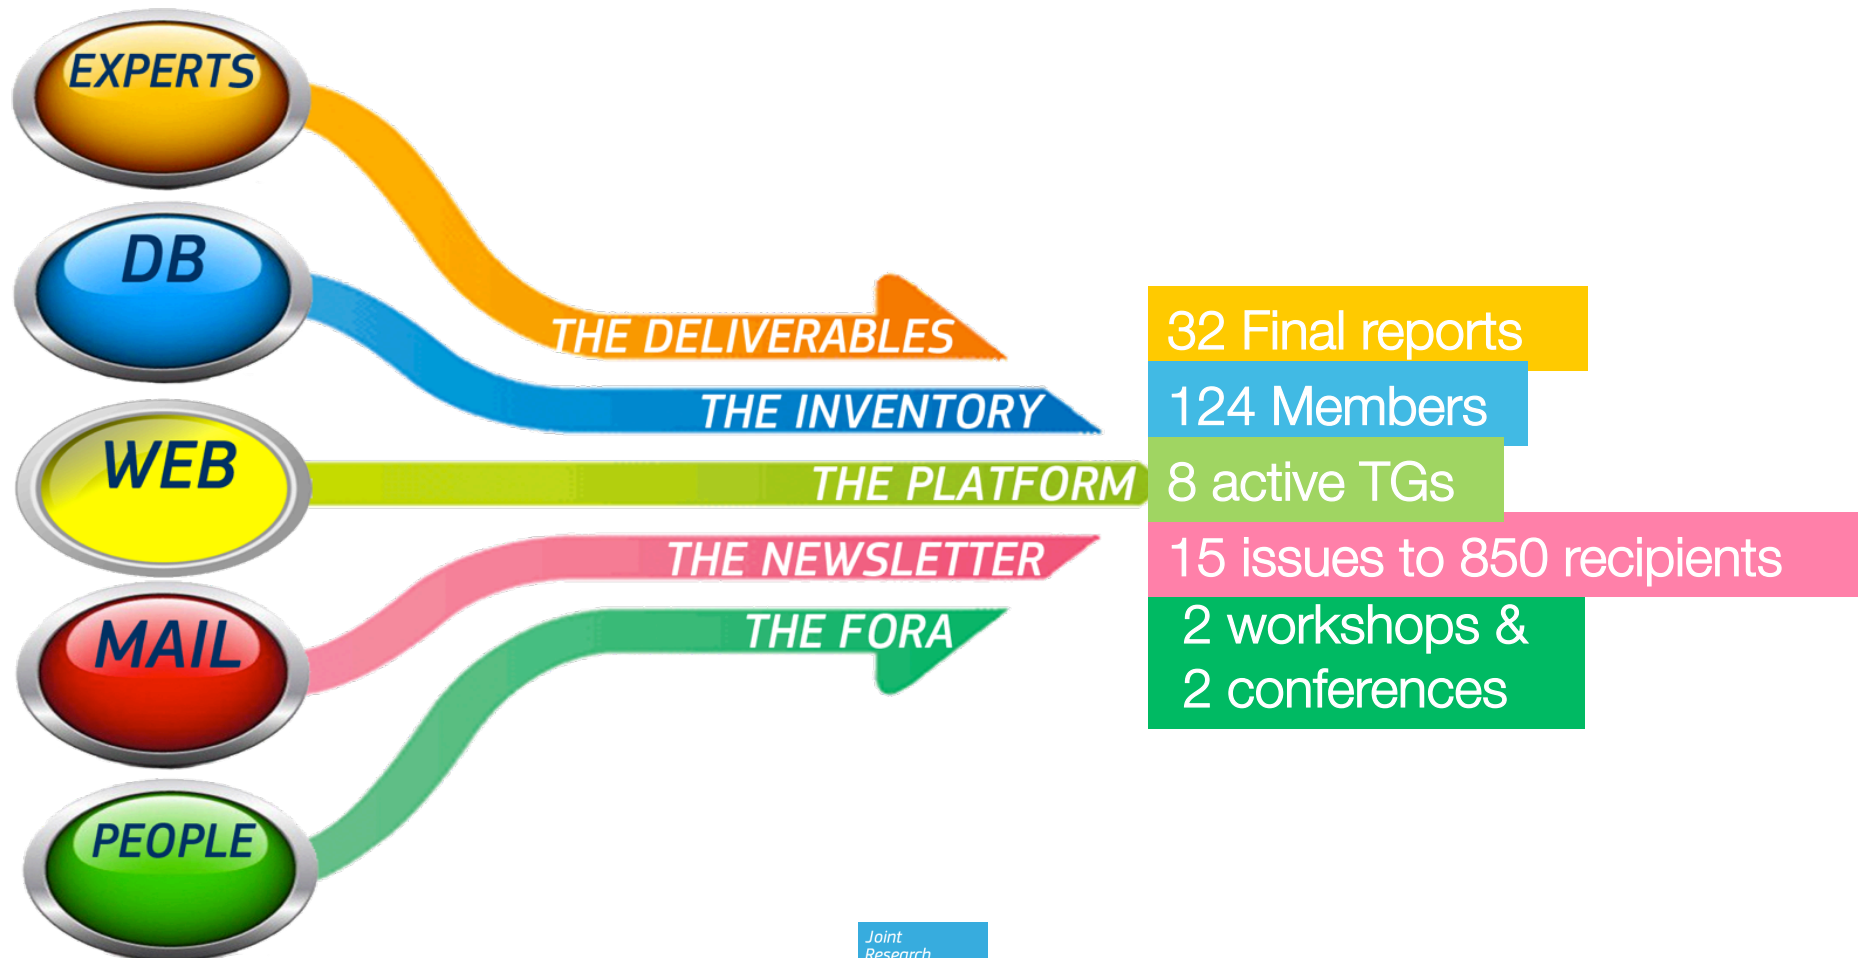 EXPERTS
DB
WEB
MAIL
PEOPLE
THE DELIVERABLES
THE INVENTORY
THE PLATFORM
THE NEWSLETTER
THE FORA
32 Final reports
124 Members
8 active TGs
15 issues to 850 recipients
2 workshops &
2 conferences
Joint
Research